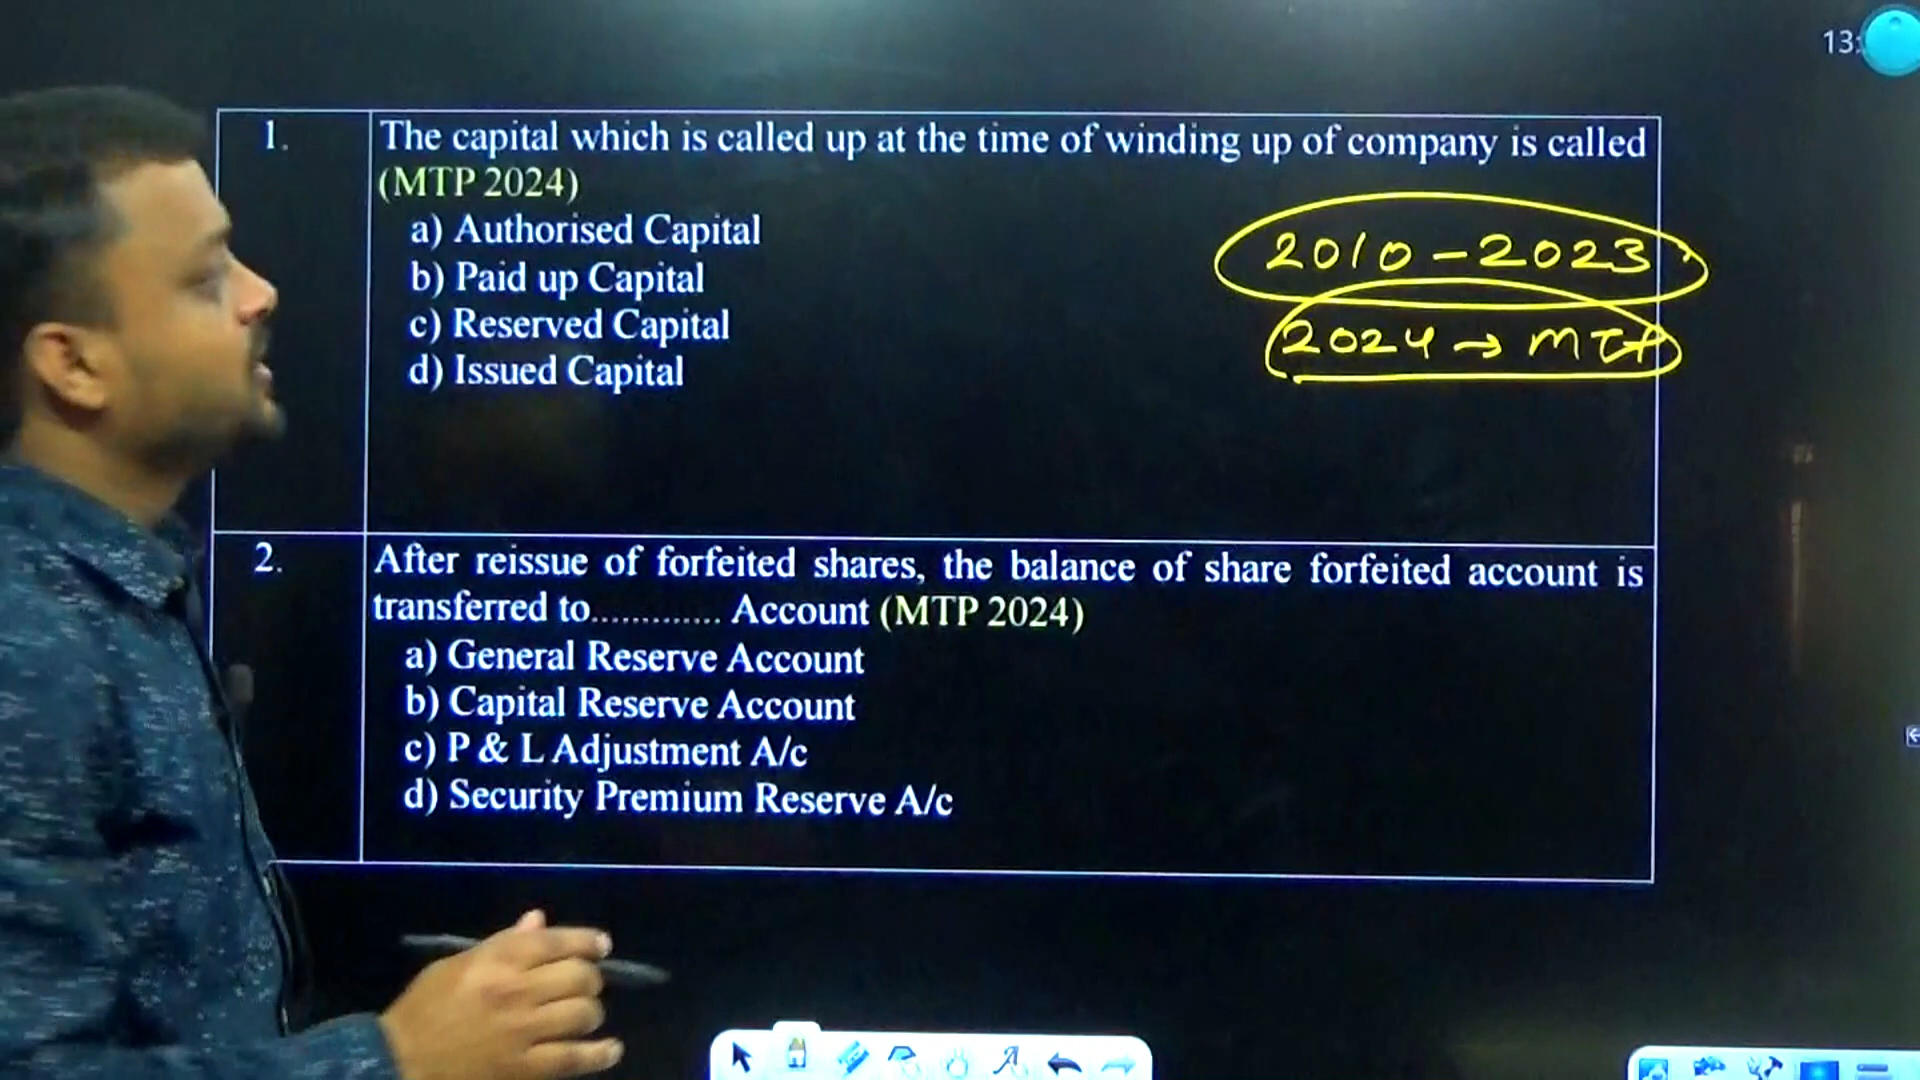 13:
1. The capital which is called up at the time of winding up of company is called
(MTP 2024)
a) Authorised Capital
b) Paid up Capital
c) Reserved Capital
d) Issued Capital
2010 - 2023
2024 → MTP
2. After reissue of forfeited shares, the balance of share forfeited account is
transferred to............. Account (MTP 2024)
a) General Reserve Account
b) Capital Reserve Account
c) P & L Adjustment A/c
d) Security Premium Reserve A/c